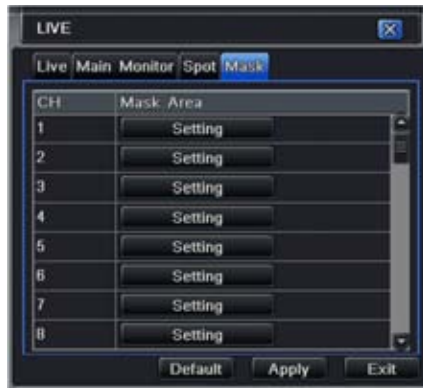 LIVE
Live Main Monitor Spot Mask
CH Mask Area
1 Setting
2 Setting
3 Setting
4 Setting
5 Setting
6 Setting
7 Setting
8 Setting
Default Apply Exit